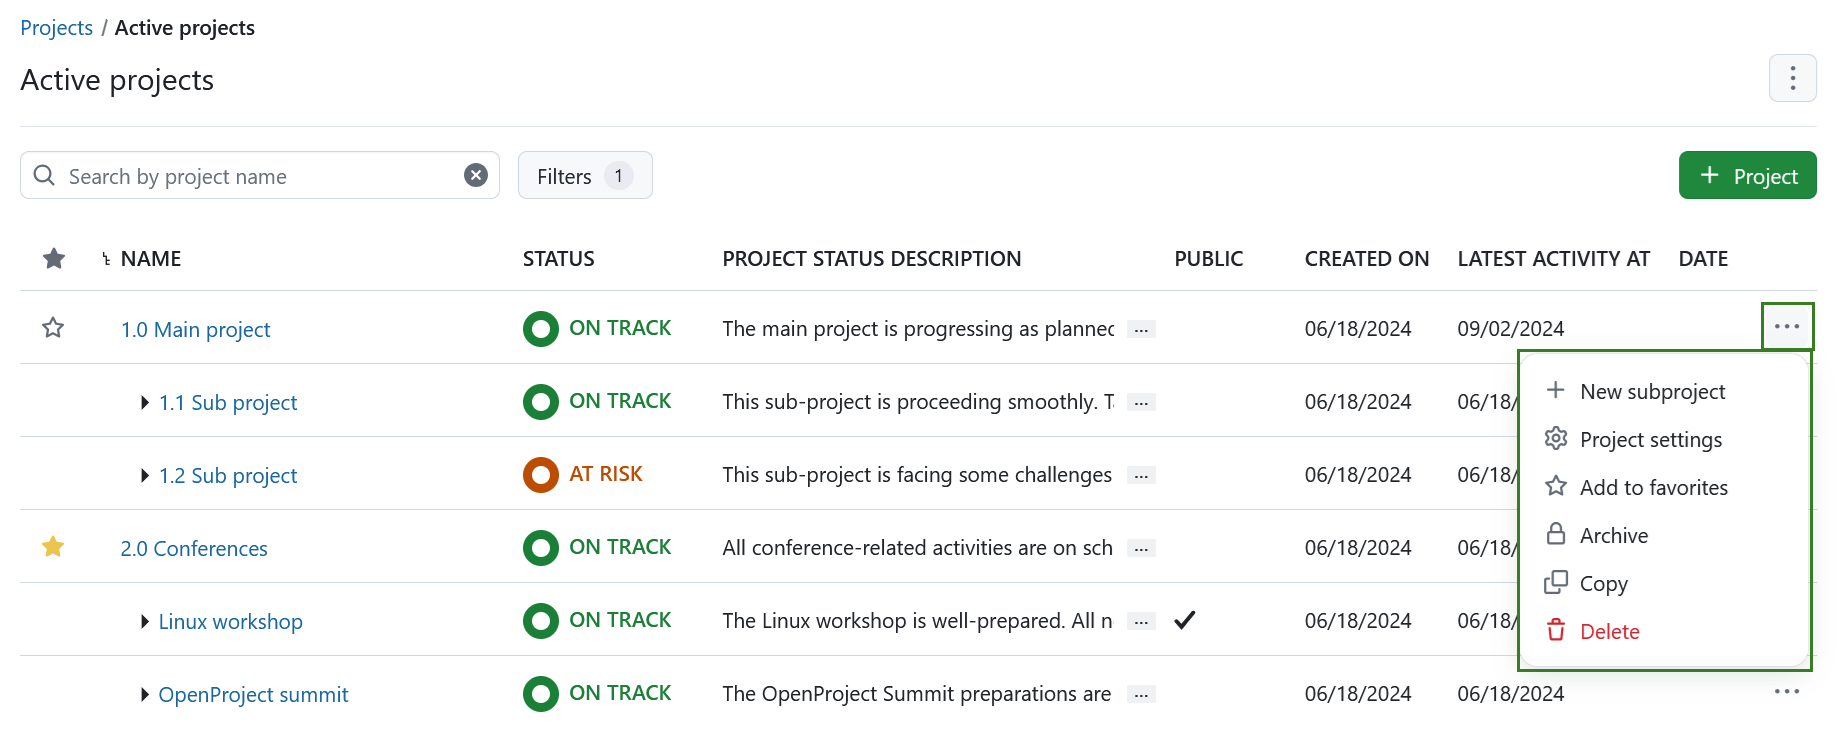 Projects / Active projects
Active projects
Search by project name Filters 1 + Project
NAME STATUS PROJECT STATUS DESCRIPTION PUBLIC CREATED ON LATEST ACTIVITY AT DATE
1.0 Main project ON TRACK The main project is progressing as planned ... 06/18/2024 09/02/2024
1.1 Sub project ON TRACK This sub-project is proceeding smoothly. T ... 06/18/2024 06/18/
1.2 Sub project AT RISK This sub-project is facing some challenges ... 06/18/2024 06/18/
2.0 Conferences ON TRACK All conference-related activities are on sch ... 06/18/2024 06/18/
Linux workshop ON TRACK The Linux workshop is well-prepared. All n ... 06/18/2024 06/18/
OpenProject summit ON TRACK The OpenProject Summit preparations are ... 06/18/2024 06/18/2024
New subproject
Project settings
Add to favorites
Archive
Copy
Delete